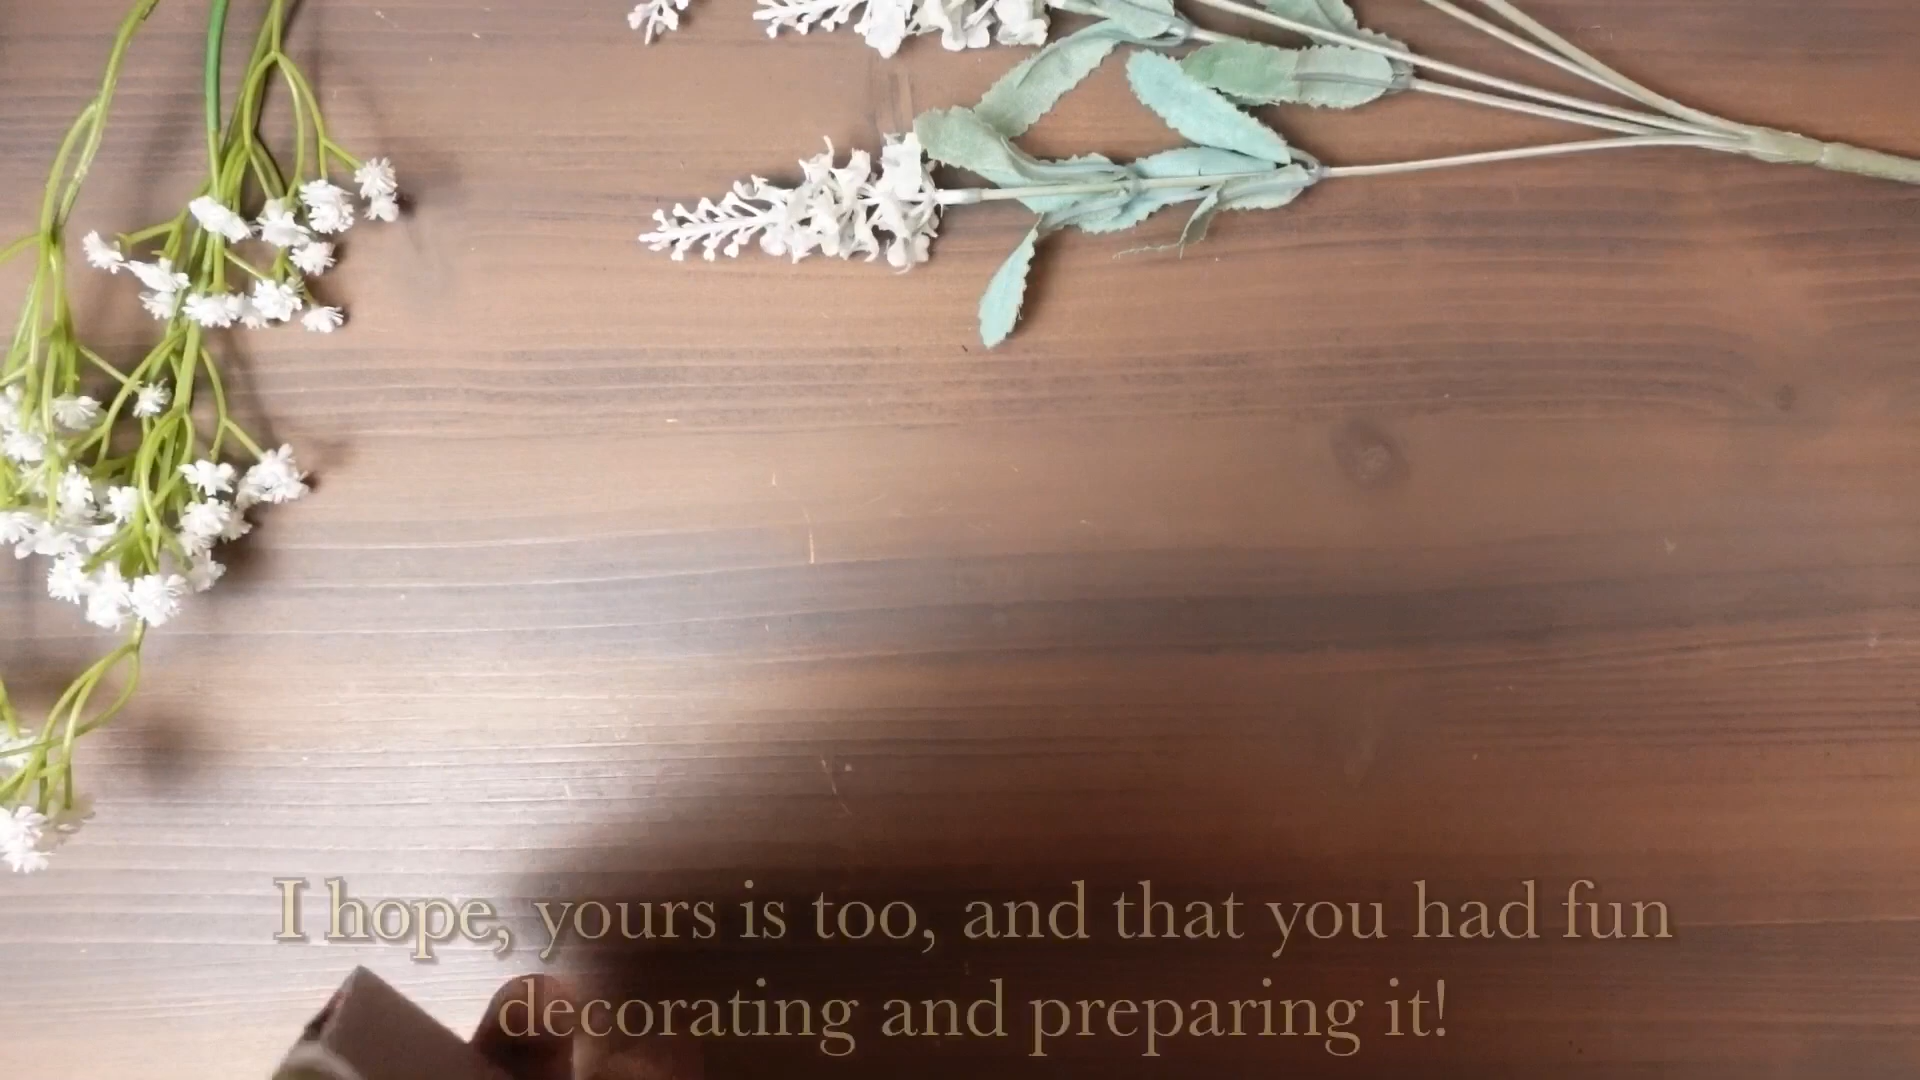 I hope, yours is too, and that you had fun
decorating and preparing it!